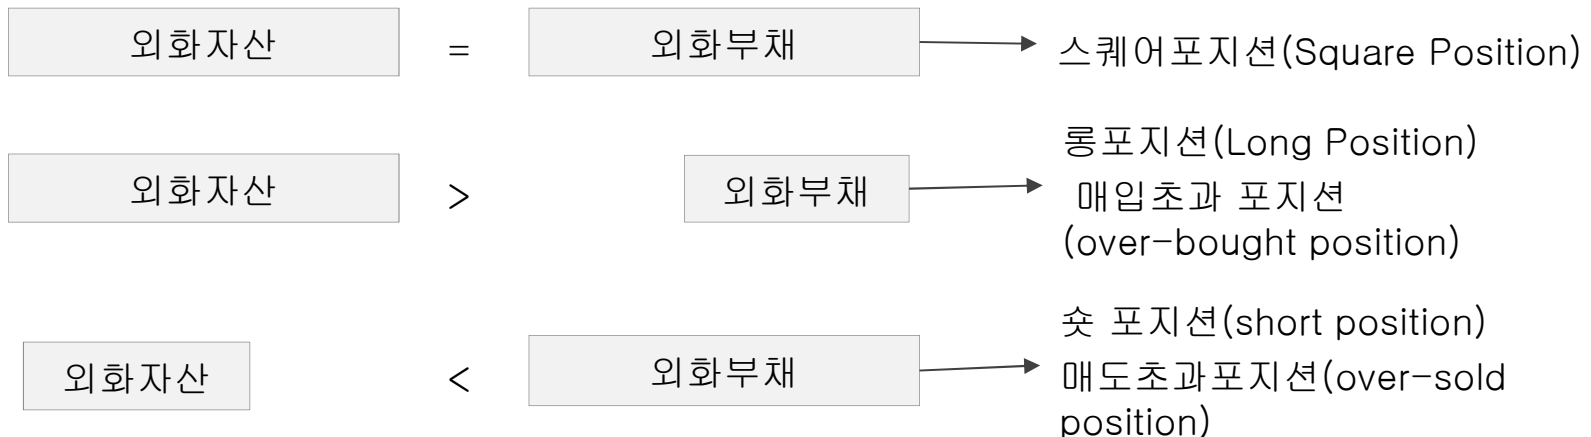 외화자산 = 외화부채 스퀘어포지션(Square Position)
롱포지션(Long Position)
외화자산 > 외화부채 매입초과 포지션
(over-bought position)
숏 포지션(short position)
외화자산 < 외화부채 매도초과포지션(over-sold
position)